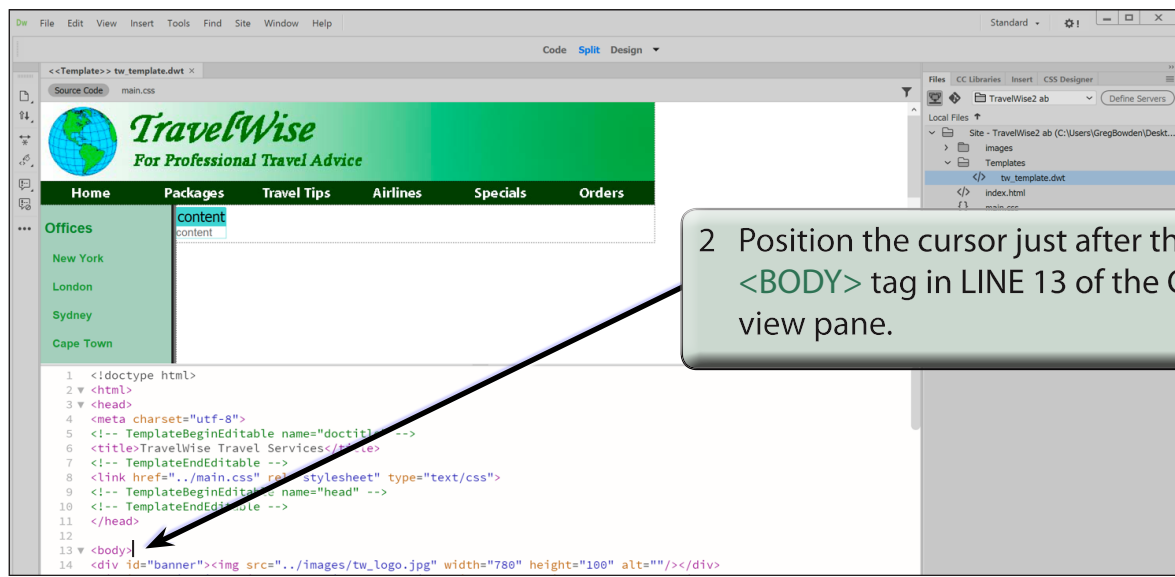 Dw File Edit View Insert Tools Find Site Window Help Standard
Code Split Design
<<Template>> tw_template.dwt ×
Source Code main.css
TravelWise
For Professional Travel Advice
Home Packages Travel Tips Airlines Specials Orders
Offices
New York
London
Sydney
Cape Town
content
content
Files CC Libraries Insert CSS Designer
TravelWise2 ab Define Servers
Local Files
Site - TravelWise2 ab (C:\Users\GregBowden\Deskt...
images
Templates
</> tw_template.dwt
</> index.html
{} main.css
2 Position the cursor just after th
<BODY> tag in LINE 13 of the C
view pane.
1 <!doctype html>
2 <html>
3 <head>
4 <meta charset="utf-8">
5 <!-- TemplateBeginEditable name="doctitle" -->
6 <title>TravelWise Travel Services</title>
7 <!-- TemplateEndEditable -->
8 <link href="../main.css" rel="stylesheet" type="text/css">
9 <!-- TemplateBeginEditable name="head" -->
10 <!-- TemplateEndEditable -->
11 </head>
12
13 <body>
14 <div id="banner"><img src="../images/tw_logo.jpg" width="780" height="100" alt=""/></div>